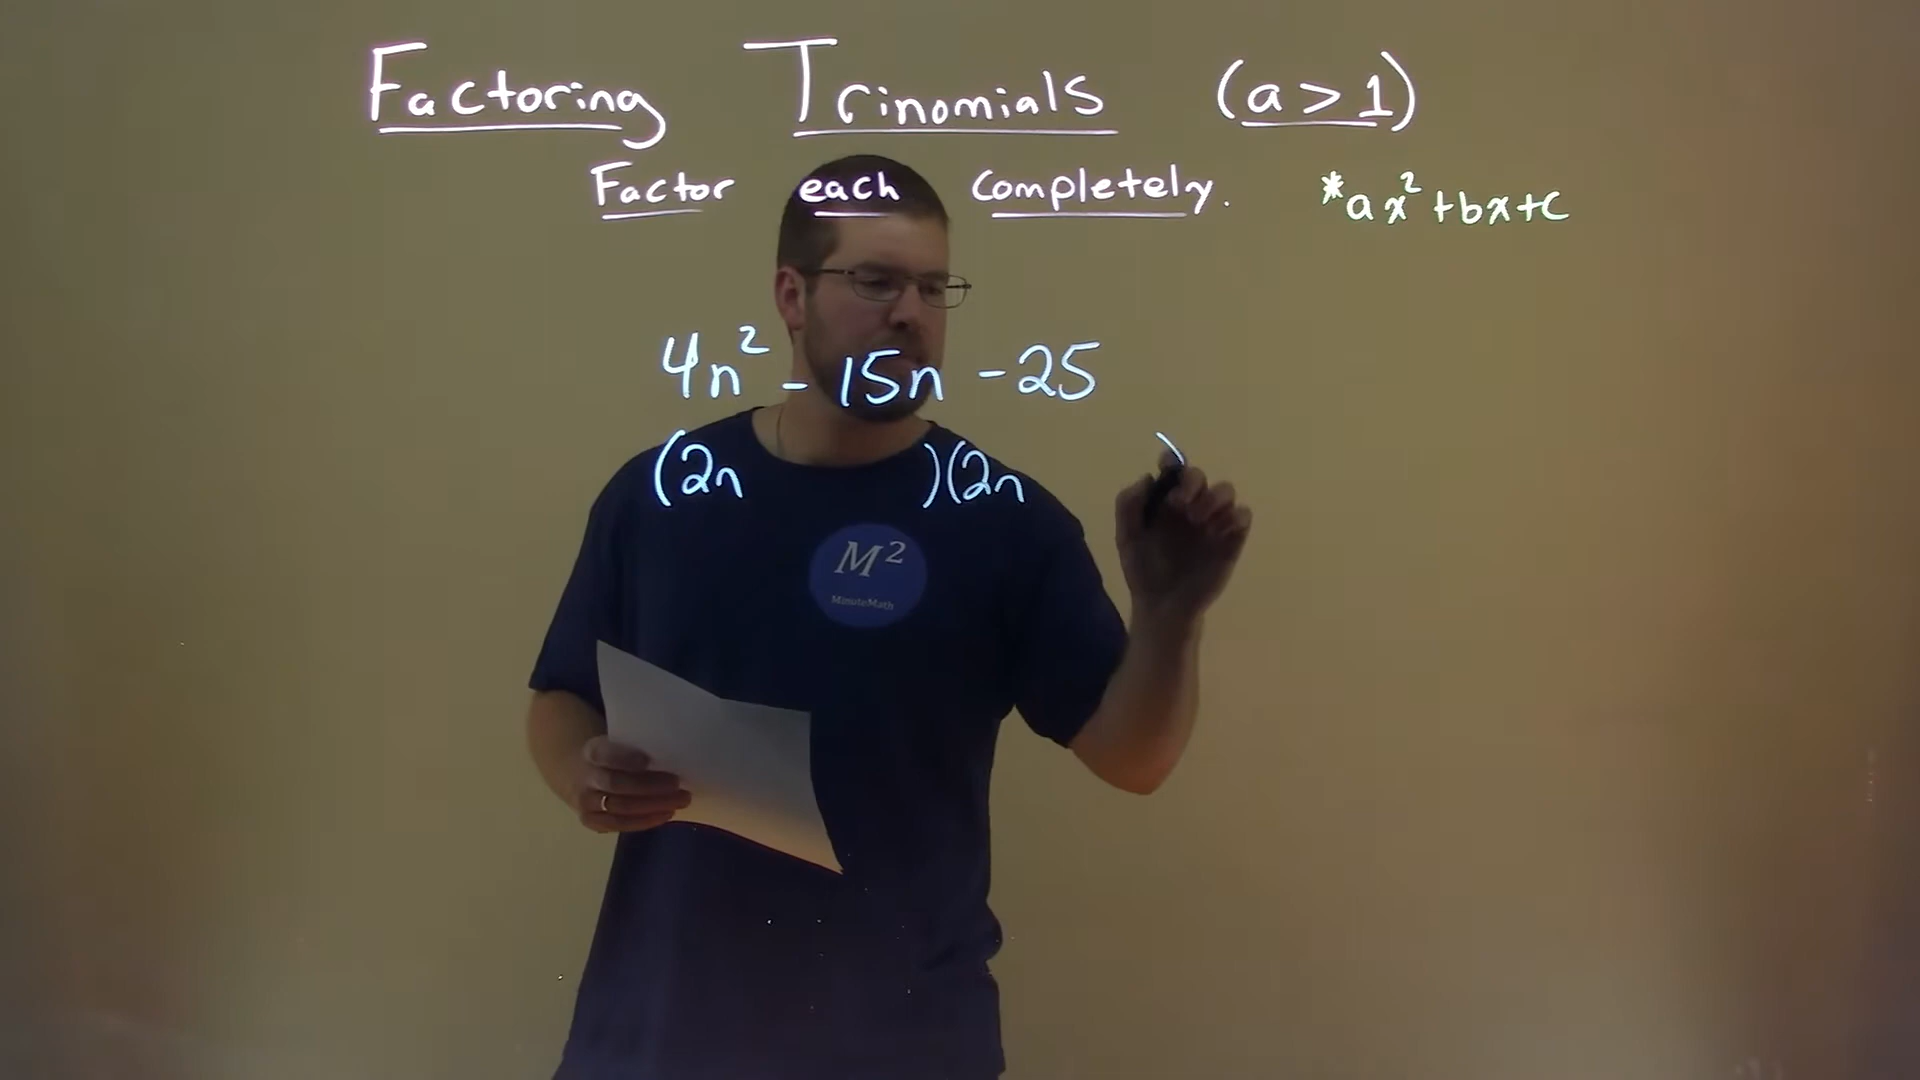 Factoring Trinomials (a > 1)
Factor each completely. *ax²+bx+c
4n² - 15n - 25
(2n )(2n )
M²
MinuteMath